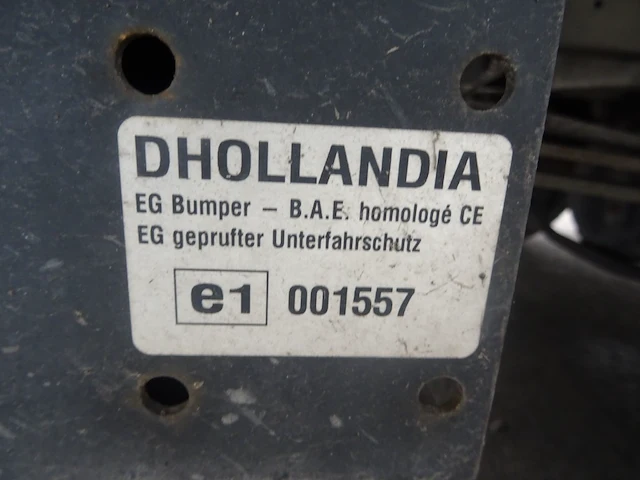 DHOLLANDIA
EG Bumper – B.A.E. homologé CE
EG geprufter Unterfahrschutz
e1 001557